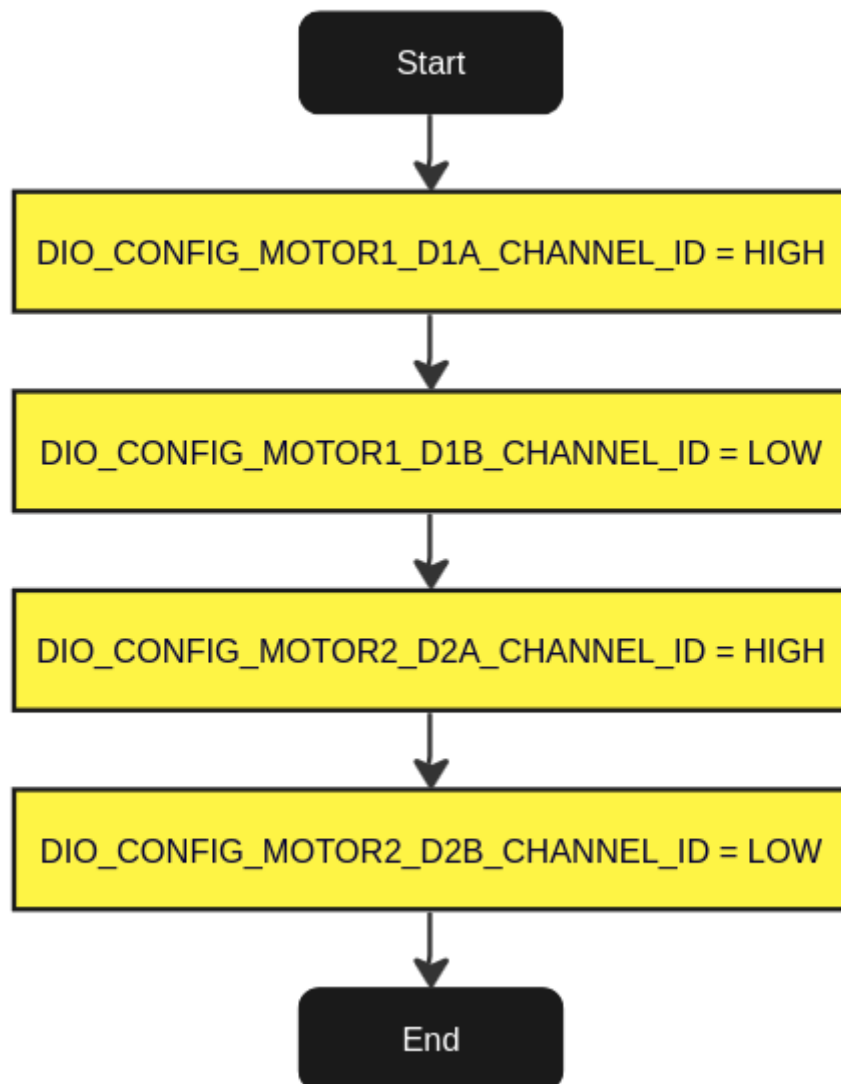 Start
DIO_CONFIG_MOTOR1_D1A_CHANNEL_ID = HIGH
DIO_CONFIG_MOTOR1_D1B_CHANNEL_ID = LOW
DIO_CONFIG_MOTOR2_D2A_CHANNEL_ID = HIGH
DIO_CONFIG_MOTOR2_D2B_CHANNEL_ID = LOW
End